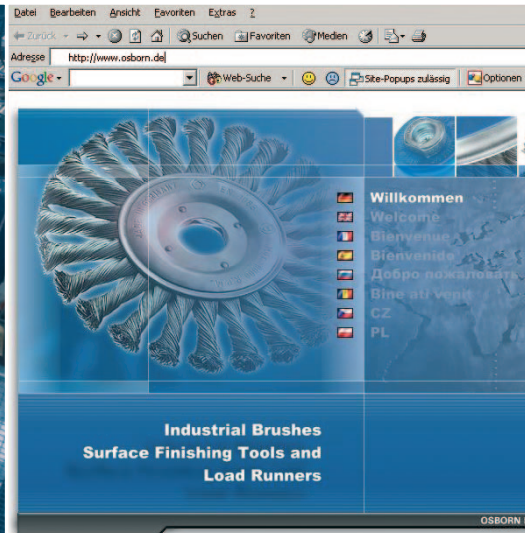 Datei Bearbeiten Ansicht Favoriten Extras ?
Zurück Suchen Favoriten Medien
Adresse http://www.osborn.de
Google Web-Suche Site-Popups zulässig Optionen
Willkommen
Welcome
Bienvenue
Bienvenido
Добро пожаловать
Bine ati venit
CZ
PL
Industrial Brushes
Surface Finishing Tools and
Load Runners
OSBORN